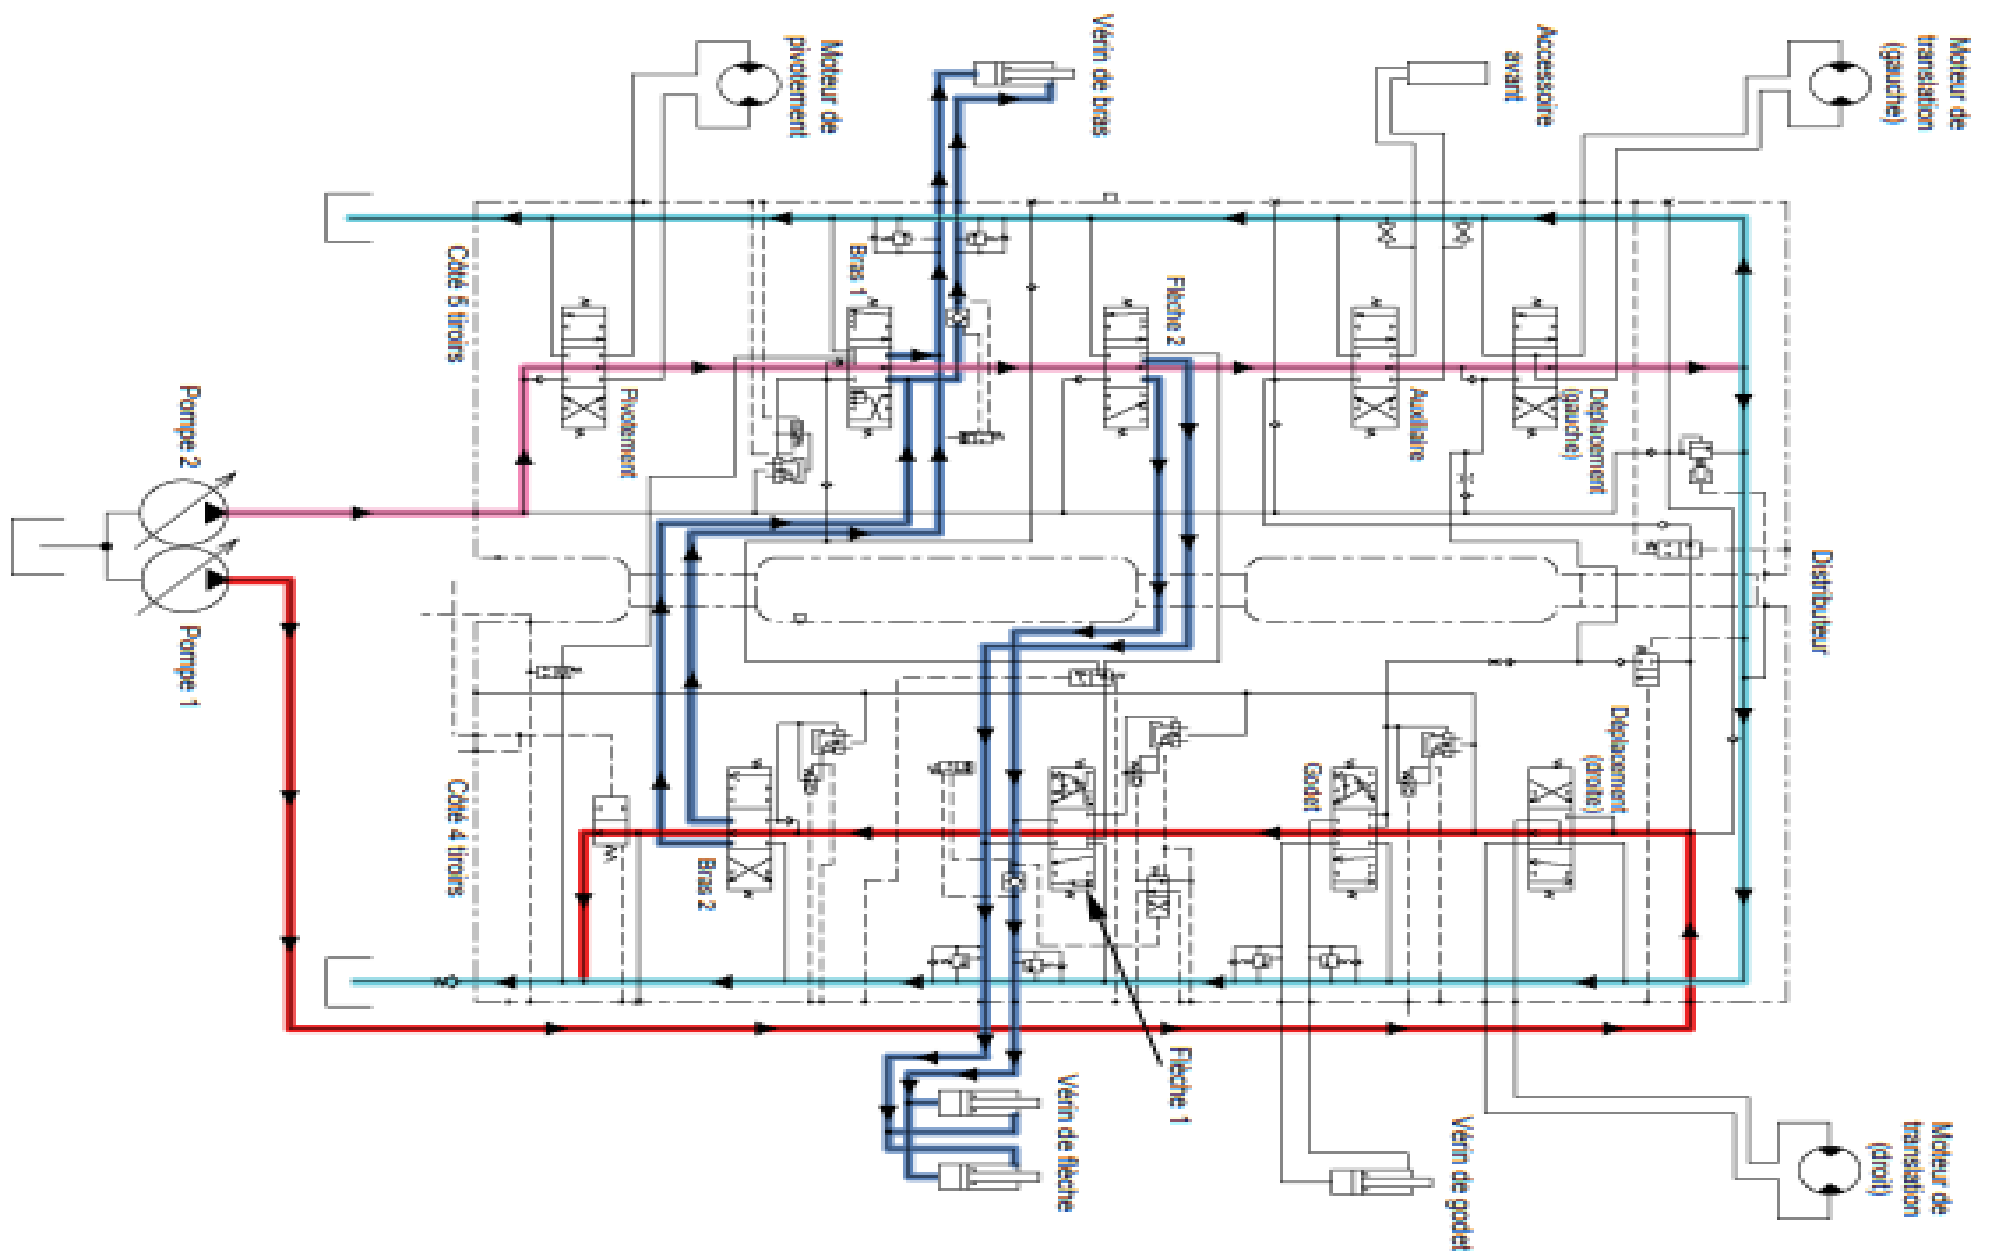 Moteur de
pivotement
Vérin de bras
Accessoire
avant
Moteur de
translation
(gauche)
Côté 5 tiroirs
Bras 1
Flèche 2
Pivotement
Auxiliaire
Déplacement
(gauche)
Pompe 2
Pompe 1
Distributeur
Déplacement
(droite)
Godet
Côté 4 tiroirs
Bras 2
Flèche 1
Vérin de flèche
Vérin de godet
Moteur de
translation
(droit)